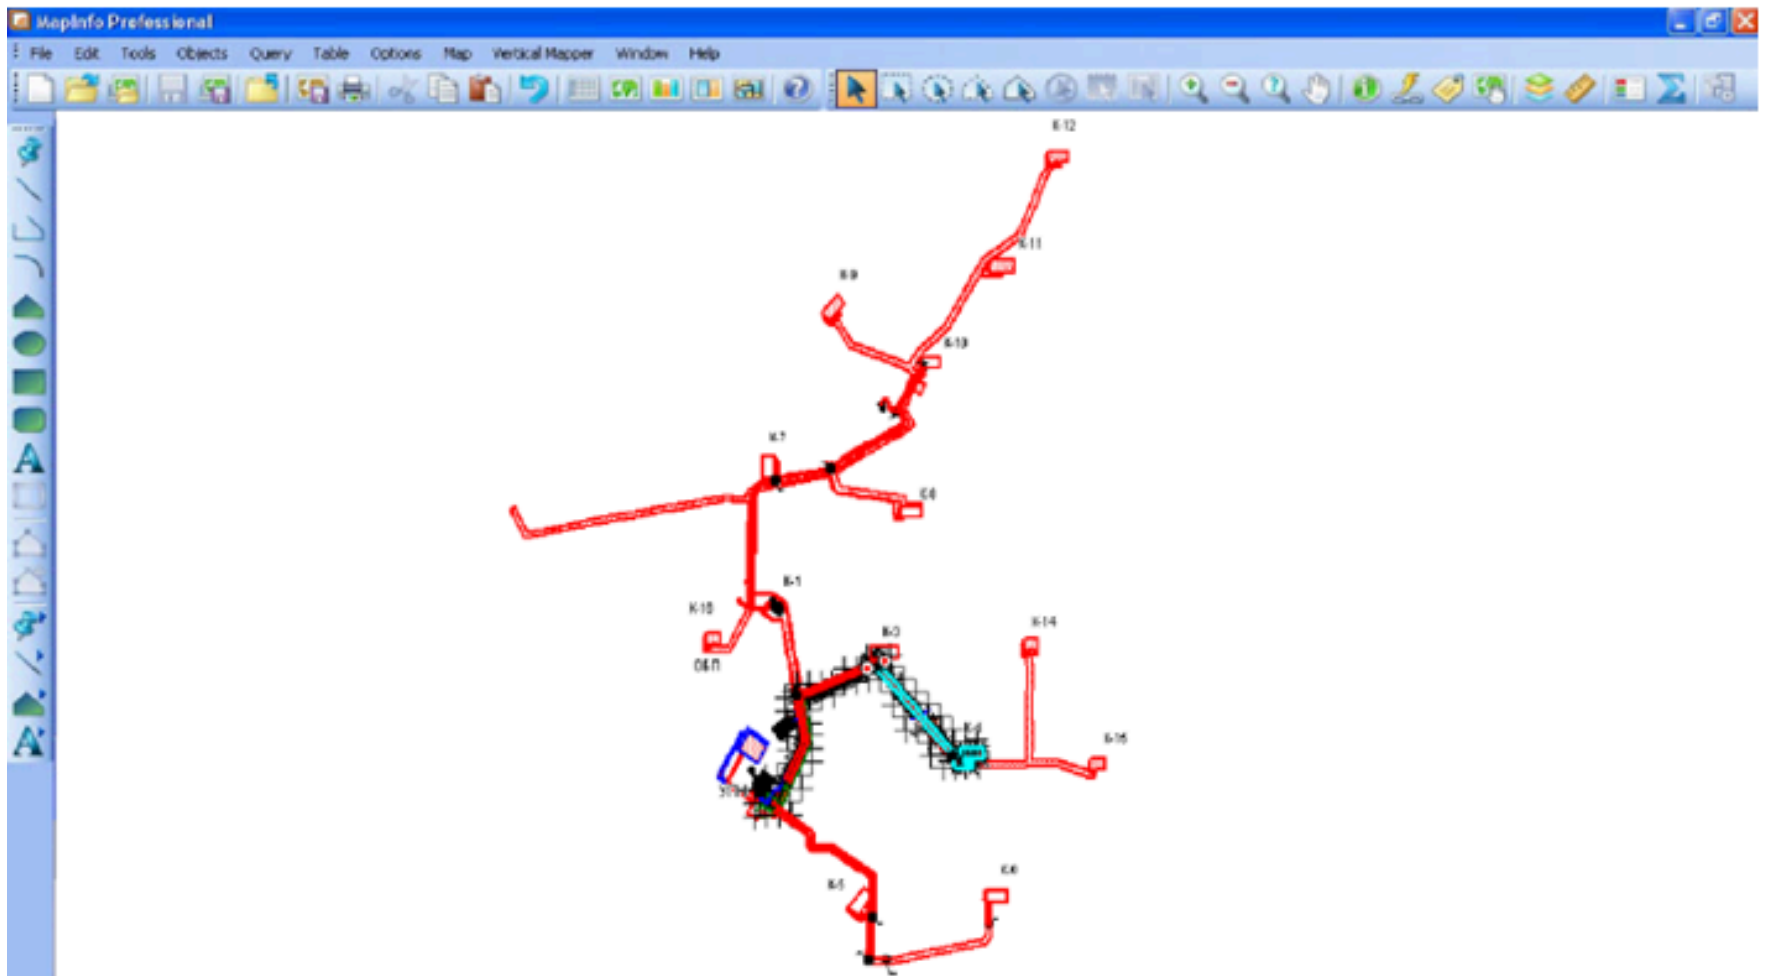 MapInfo Professional
File Edit Tools Objects Query Table Options Map Vertical Mapper Window Help
К-12
К-11
К-9
К-10
К-7
К-8
К-1
К-18
ОБП
К-3
К-14
К-4
К-15
К-5
К-6